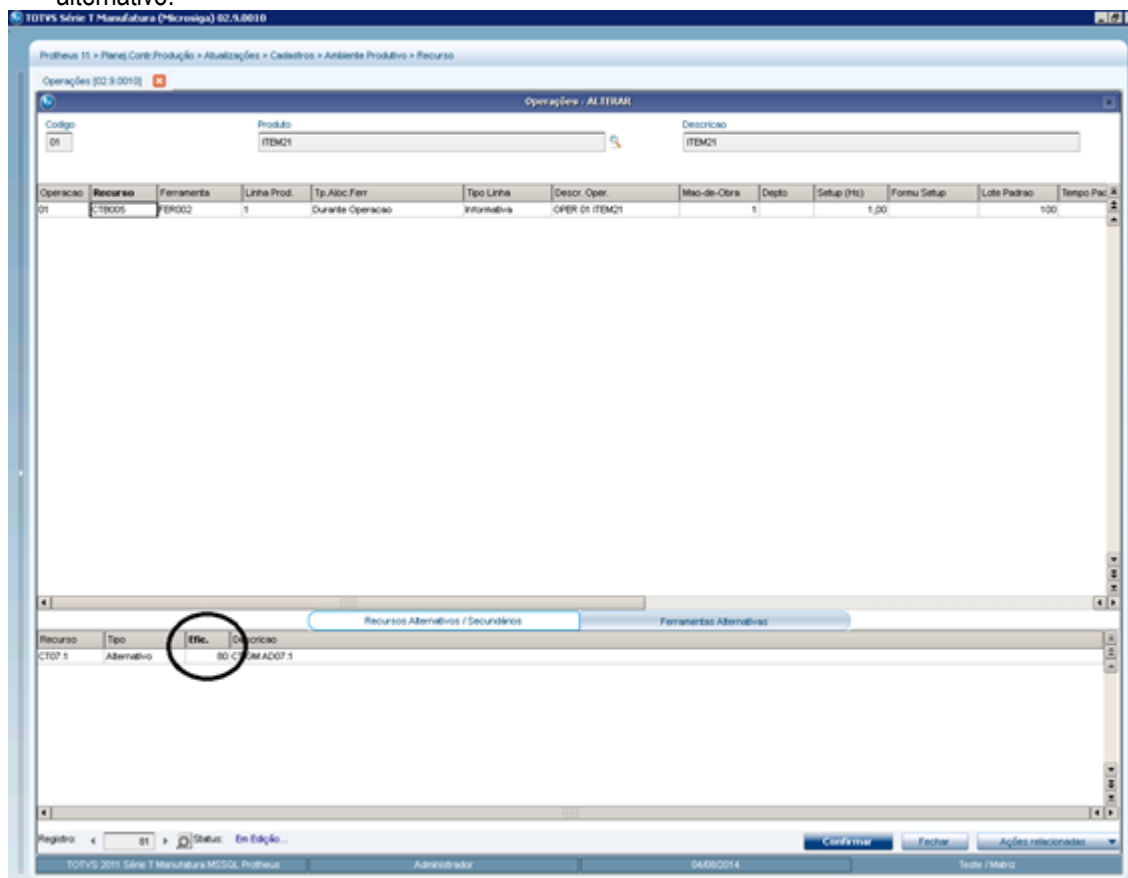 alternativo.
TOTVS Série T Manufatura (Microsiga) 02.9.0010
Protheus 11 > Planej.Contr.Produção > Atualizações > Cadastros > Ambiente Produtivo > Recurso
Operações [02.9.0010]
Operações - ALTERAR
Codigo Produto Descricao
01 ITEM21 ITEM21
Operacao Recurso Ferramenta Linha Prod. Tp.Aloc.Ferr Tipo Linha Descr. Oper. Mao-de-Obra Depto Setup (Hs) Formu Setup Lote Padrao Tempo Pad
01 CTB005 FER002 1 Durante Operacao Informativa OPER 01 ITEM21 1 1,00 100
Recursos Alternativos / Secundários Ferramentas Alternativas
Recurso Tipo Efic. Descricao
CT07.1 Alternativo 80
Registro: Status: Em Edição...
Confirmar Fechar Ações relacionadas
TOTVS 2011 Série T Manufatura MSSQL Protheus Administrador 04/08/2014 Teste / Matriz